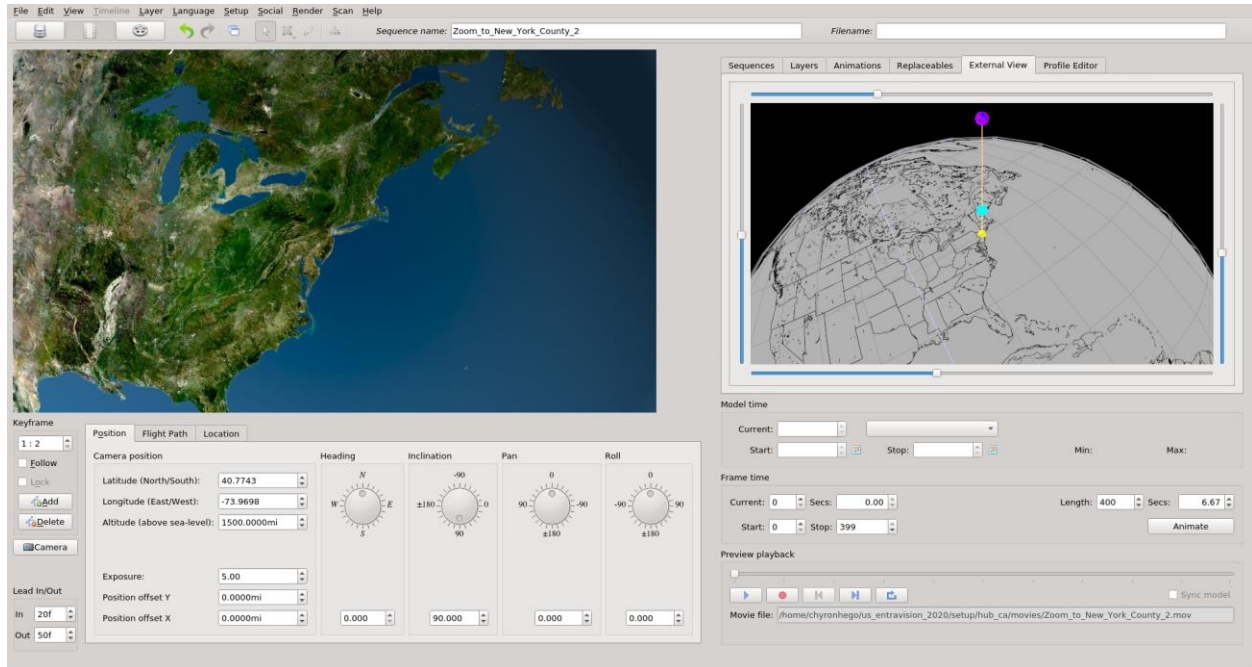 File Edit View Timeline Layer Language Setup Social Render Scan Help
Sequence name: Zoom_to_New_York_County_2 Filename:
Sequences Layers Animations Replaceables External View Profile Editor
Model time
Current:
Start: Stop: Min: Max:
Frame time
Current: 0 Secs: 0.00 Length: 400 Secs: 6.67
Start: 0 Stop: 399 Animate
Preview playback
Sync model
Movie file: /home/chyronhego/us_entravision_2020/setup/hub_ca/movies/Zoom_to_New_York_County_2.mov
Keyframe
1 : 2
Follow
Lock
Add
Delete
Camera
Lead In/Out
In 20f
Out 50f
Position Flight Path Location
Camera position Heading Inclination Pan Roll
Latitude (North/South): 40.7743
Longitude (East/West): -73.9698
Altitude (above sea-level): 1500.0000mi
Exposure: 5.00
Position offset Y 0.0000mi
Position offset X 0.0000mi
N
W E
S
-90
±180 0
90
0
90 -90
±180
0
-90 90
±180
0.000 90.000 0.000 0.000